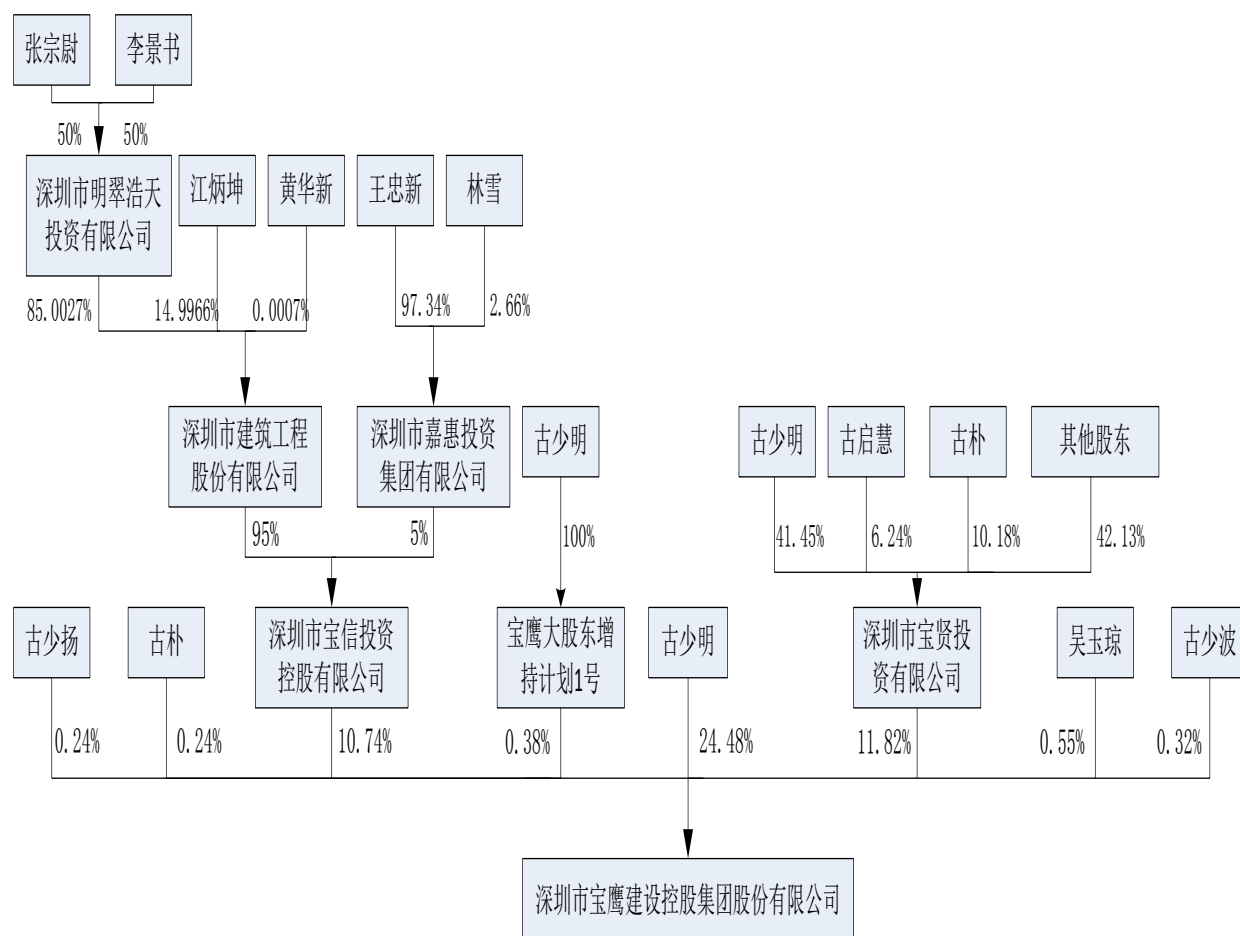 张宗尉
李景书
50%
50%
深圳市明翠浩天
投资有限公司
江炳坤
黄华新
王忠新
林雪
85.0027%
14.9966%
0.0007%
97.34%
2.66%
深圳市建筑工程
股份有限公司
深圳市嘉惠投资
集团有限公司
古少明
古少明
古启慧
古朴
其他股东
95%
5%
100%
41.45%
6.24%
10.18%
42.13%
古少扬
古朴
深圳市宝信投资
控股有限公司
宝鹰大股东增
持计划1号
古少明
深圳市宝贤投
资有限公司
吴玉琼
古少波
0.24%
0.24%
10.74%
0.38%
24.48%
11.82%
0.55%
0.32%
深圳市宝鹰建设控股集团股份有限公司